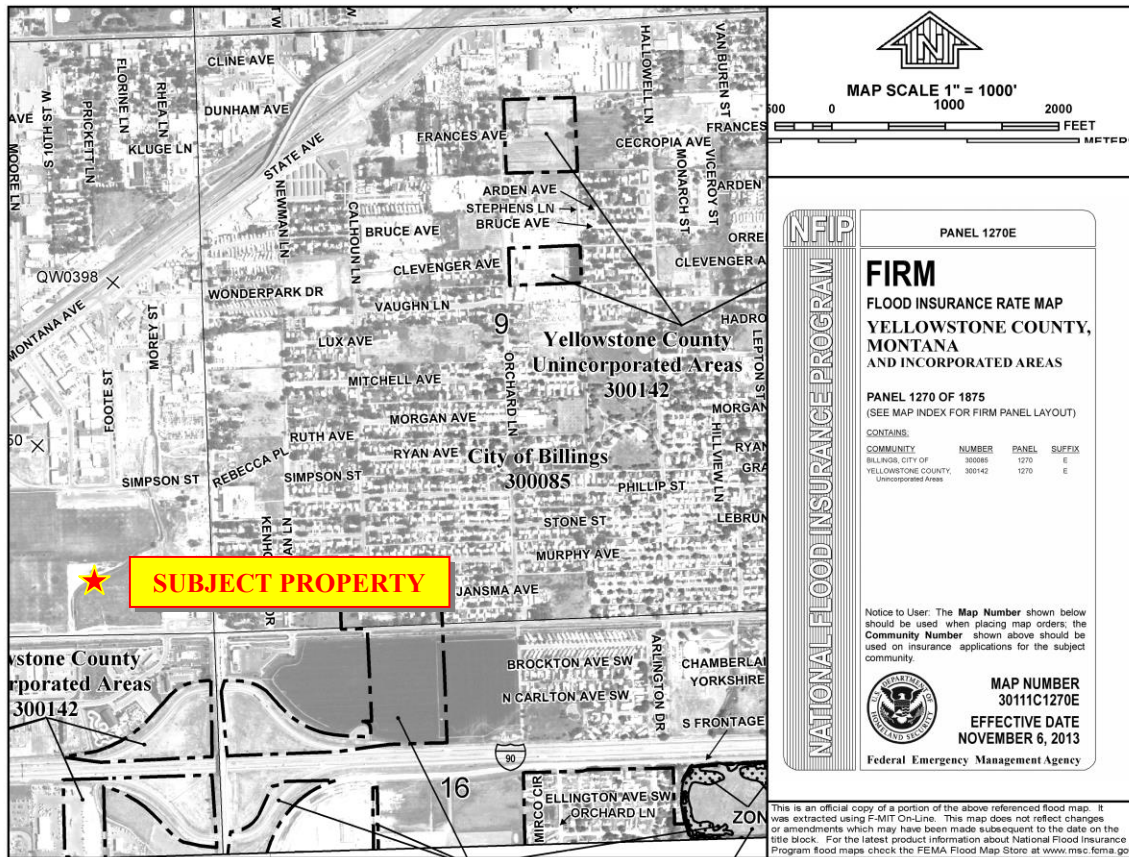 CLINE AVE
DUNHAM AVE
FLORINE LN
RHEA LN
PRICKETT LN
S 10TH ST W
AVE
KLUGE LN
MOORE LN
STATE AVE
FRANCES AVE
HALLOWELL LN
VAN BUREN ST
FRANCES
CECROPIA AVE
MONARCH ST
VICEROY ST
ARDEN AVE
ARDEN
STEPHENS LN
BRUCE AVE
NEWMAN LN
CALHOUN LN
BRUCE AVE
ORRE
CLEVENGER AVE
CLEVENGER A
QW0398
WONDERPARK DR
VAUGHN LN
HADRO
MONTANA AVE
MOREY ST
FOOTE ST
9
LUX AVE
Yellowstone County
Unincorporated Areas
300142
LEPTON ST
MITCHELL AVE
ORCHARD LN
MORGAN AVE
MORGAN
HILLVIEW LN
RUTH AVE
RYAN AVE
RYAN
GRA
50
REBECCA PL
City of Billings
300085
SIMPSON ST
SIMPSON ST
PHILLIP ST
STONE ST
LEBRUN
KENHO
DR
AN LN
MURPHY AVE
SUBJECT PROPERTY
JANSMA AVE
wstone County
rporated Areas
300142
BROCKTON AVE SW
N CARLTON AVE SW
ARLINGTON DR
CHAMBERLAI
YORKSHIRE
S FRONTAGE
90
16
MIRCO CIR
ELLINGTON AVE SW
ORCHARD LN
ZON
N
MAP SCALE 1" = 1000'
500 0 1000 2000
FEET
METERS
NFIP
NATIONAL FLOOD INSURANCE PROGRAM
PANEL 1270E
FIRM
FLOOD INSURANCE RATE MAP
YELLOWSTONE COUNTY,
MONTANA
AND INCORPORATED AREAS
PANEL 1270 OF 1875
(SEE MAP INDEX FOR FIRM PANEL LAYOUT)
CONTAINS:
COMMUNITY NUMBER PANEL SUFFIX
BILLINGS, CITY OF 300085 1270 E
YELLOWSTONE COUNTY, 300142 1270 E
Unincorporated Areas
Notice to User: The Map Number shown below
should be used when placing map orders; the
Community Number shown above should be
used on insurance applications for the subject
community.
U.S. DEPARTMENT OF
HOMELAND SECURITY
MAP NUMBER
30111C1270E
EFFECTIVE DATE
NOVEMBER 6, 2013
Federal Emergency Management Agency
This is an official copy of a portion of the above referenced flood map. It
was extracted using F-MIT On-Line. This map does not reflect changes
or amendments which may have been made subsequent to the date on the
title block. For the latest product information about National Flood Insurance
Program flood maps check the FEMA Flood Map Store at www.msc.fema.go